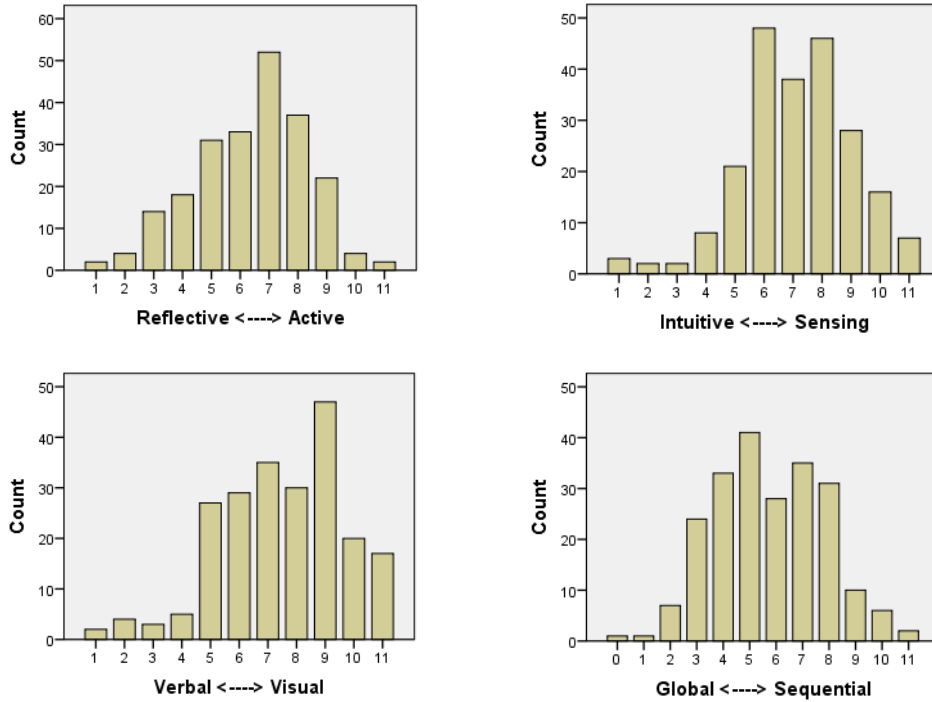 60
50
40
30
20
10
0
Count
1 2 3 4 5 6 7 8 9 10 11
Reflective <----> Active
50
40
30
20
10
0
Count
1 2 3 4 5 6 7 8 9 10 11
Intuitive <----> Sensing
50
40
30
20
10
0
Count
1 2 3 4 5 6 7 8 9 10 11
Verbal <----> Visual
50
40
30
20
10
0
Count
0 1 2 3 4 5 6 7 8 9 10 11
Global <----> Sequential